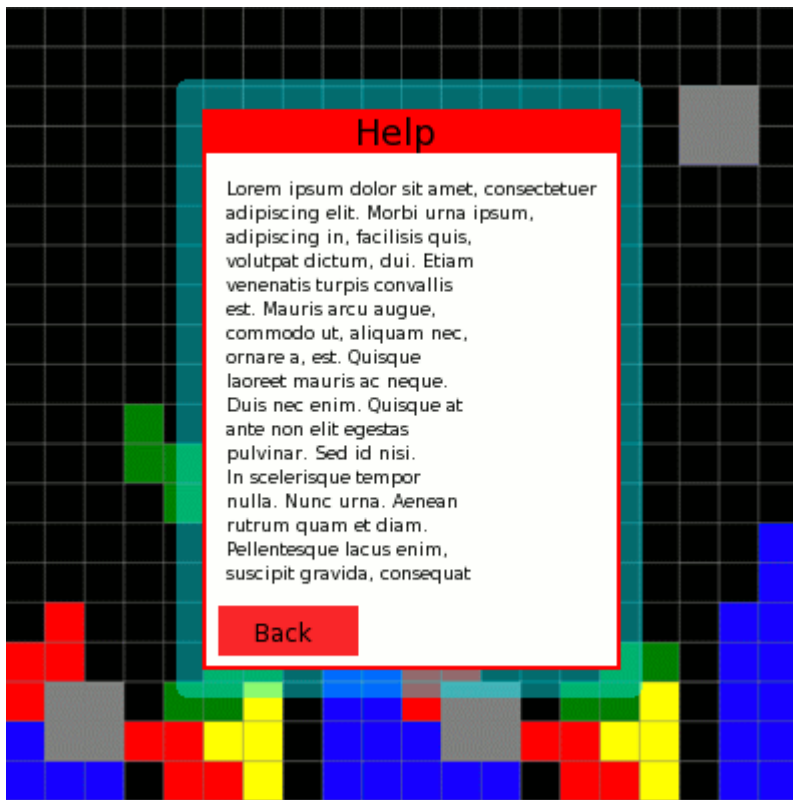 Help
Lorem ipsum dolor sit amet, consectetuer
adipiscing elit. Morbi urna ipsum,
adipiscing in, facilisis quis,
volutpat dictum, dui. Etiam
venenatis turpis convallis
est. Mauris arcu augue,
commodo ut, aliquam nec,
ornare a, est. Quisque
laoreet mauris ac neque.
Duis nec enim. Quisque at
ante non elit egestas
pulvinar. Sed id nisi.
In scelerisque tempor
nulla. Nunc urna. Aenean
rutrum quam et diam.
Pellentesque lacus enim,
suscipit gravida, consequat
Back